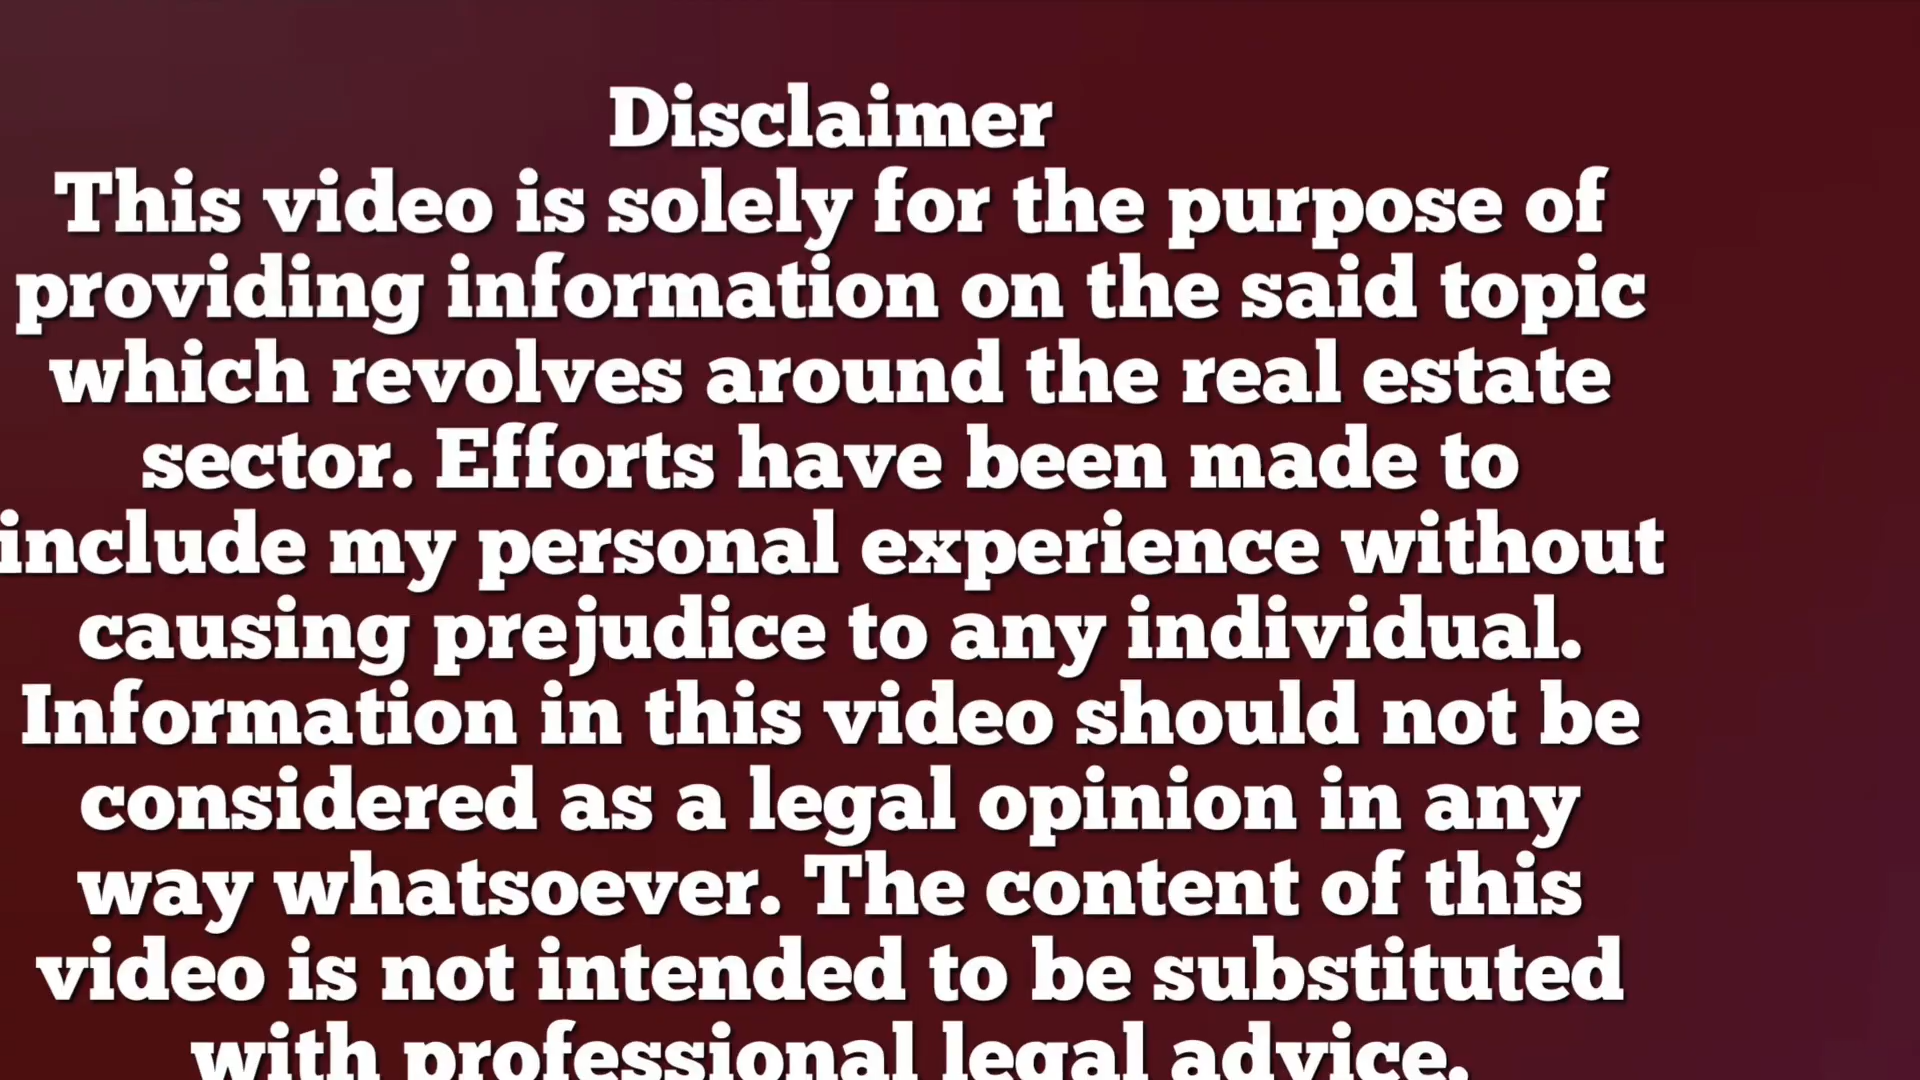 Disclaimer
This video is solely for the purpose of
providing information on the said topic
which revolves around the real estate
sector. Efforts have been made to
include my personal experience without
causing prejudice to any individual.
Information in this video should not be
considered as a legal opinion in any
way whatsoever. The content of this
video is not intended to be substituted
with professional legal advice.